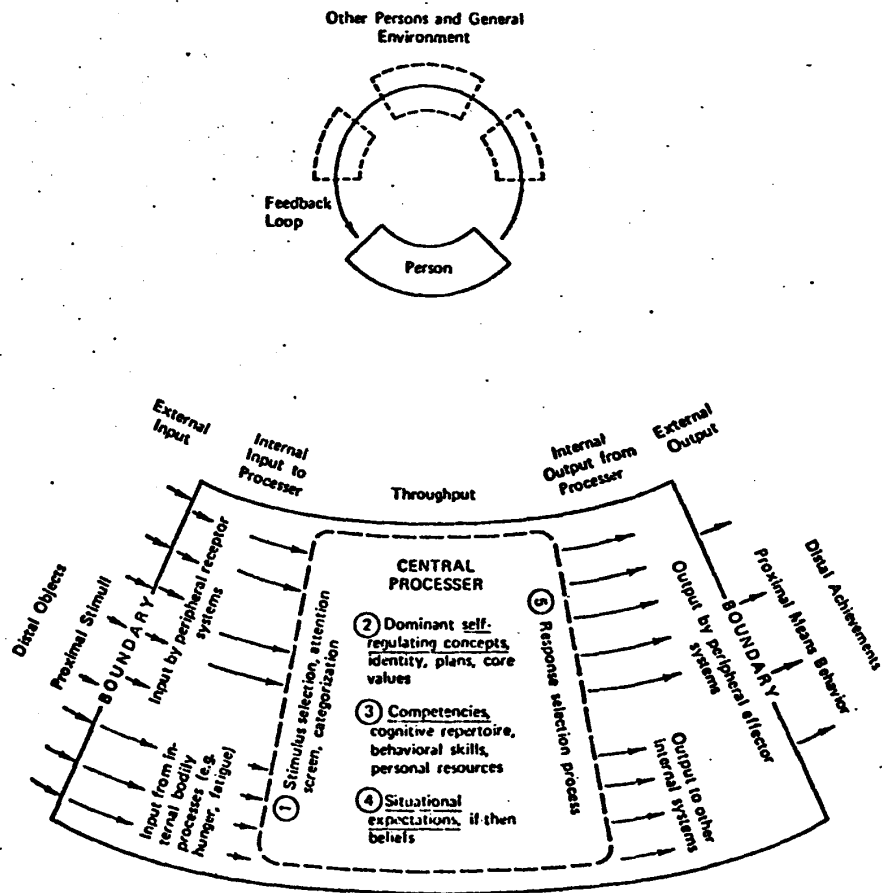 Other Persons and General
Environment
Feedback
Loop
Person
External
Input
Internal
Input to
Processer
Throughput
Internal
Output from
Processer
External
Output
Distal Objects
Proximal Stimuli
BOUNDARY
Input by peripheral receptor
systems
Input from in-
ternal bodily
processes (e.g.
hunger, fatigue)
① Stimulus selection, attention
screen, categorization
CENTRAL
PROCESSER
② Dominant self-
regulating concepts,
identity, plans, core
values
③ Competencies,
cognitive repertoire,
behavioral skills,
personal resources
④ Situational
expectations, if-then
beliefs
⑤ Response selection process
Output by peripheral effector
systems
Output to other
internal systems
BOUNDARY
Proximal Means Behavior
Distal Achievements